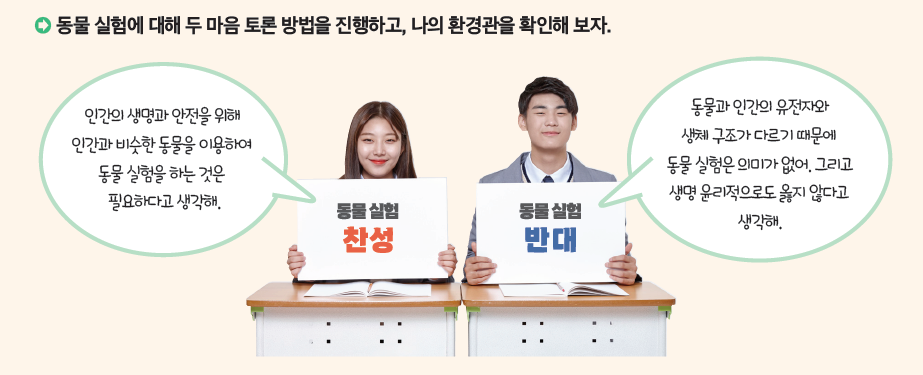 동물 실험에 대해 두 마음 토론 방법을 진행하고, 나의 환경관을 확인해 보자.
인간의 생명과 안전을 위해
인간과 비슷한 동물을 이용하여
동물 실험을 하는 것은
필요하다고 생각해.
동물 실험
찬성
동물 실험
반대
동물과 인간의 유전자와
생체 구조가 다르기 때문에
동물 실험은 의미가 없어. 그리고
생명 윤리적으로도 옳지 않다고
생각해.